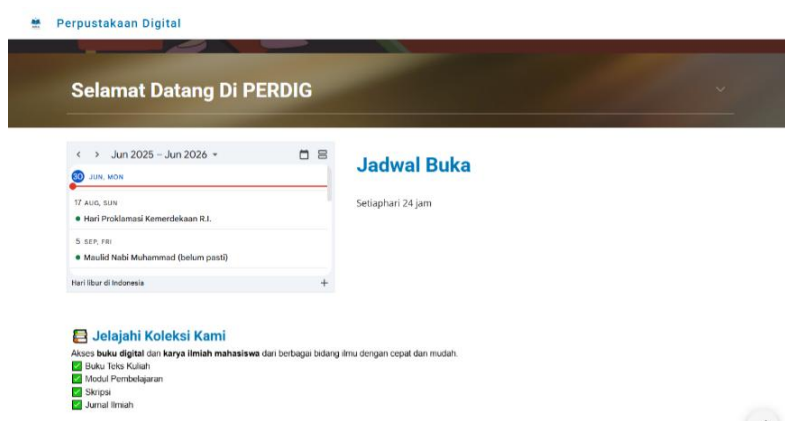 Perpustakaan Digital
Selamat Datang Di PERDIG
Jun 2025 – Jun 2026
30 JUN, MON
17 AUG, SUN
Hari Proklamasi Kemerdekaan R.I.
5 SEP, FRI
Maulid Nabi Muhammad (belum pasti)
Hari libur di Indonesia
Jadwal Buka
Setiaphari 24 jam
Jelajahi Koleksi Kami
Akses buku digital dan karya ilmiah mahasiswa dari berbagai bidang ilmu dengan cepat dan mudah.
Buku Teks Kuliah
Modul Pembelajaran
Skripsi
Jurnal Ilmiah